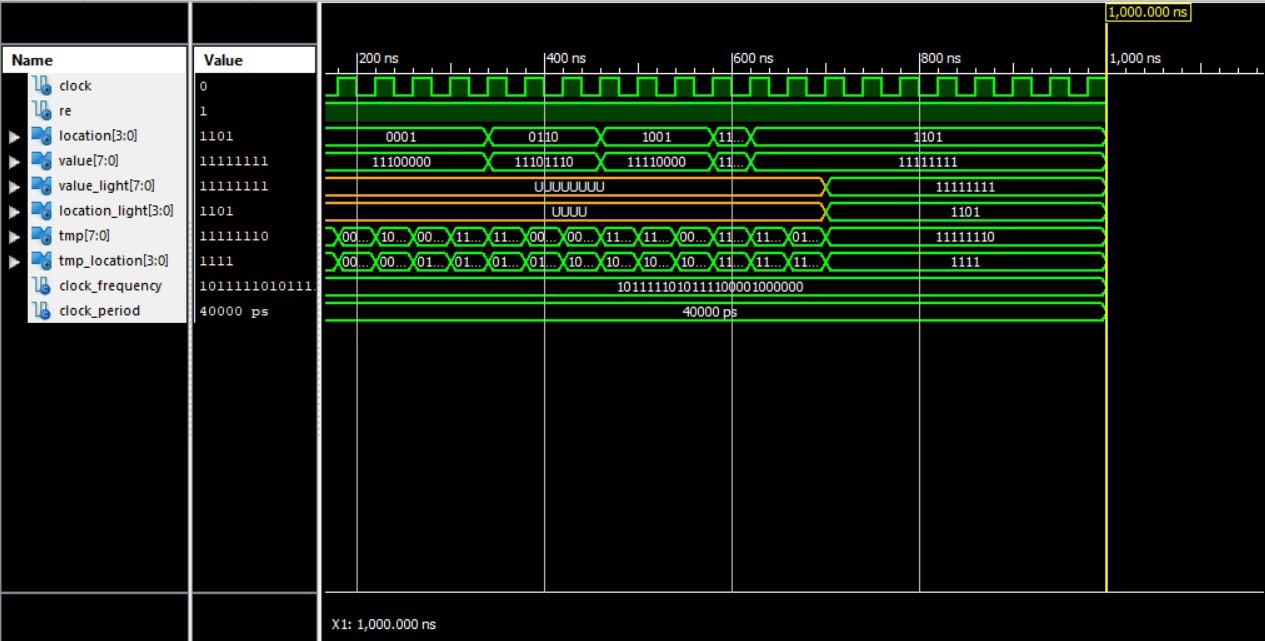 1,000.000 ns
Name Value 200 ns 400 ns 600 ns 800 ns 1,000 ns
clock 0
re 1
location[3:0] 1101 0001 0110 1001 11... 1101
value[7:0] 11111111 11100000 11101110 11110000 11... 11111111
value_light[7:0] 11111111 UUUUUUUU 11111111
location_light[3:0] 1101 UUUU 1101
tmp[7:0] 11111110 00... 10... 00... 11... 11... 00... 00... 11... 11... 00... 11... 11... 01... 11111110
tmp_location[3:0] 1111 00... 00... 01... 01... 01... 01... 10... 10... 10... 10... 11... 11... 11... 1111
clock_frequency 1011111010111. 1011111010111100001000000
clock_period 40000 ps 40000 ps
X1: 1,000.000 ns